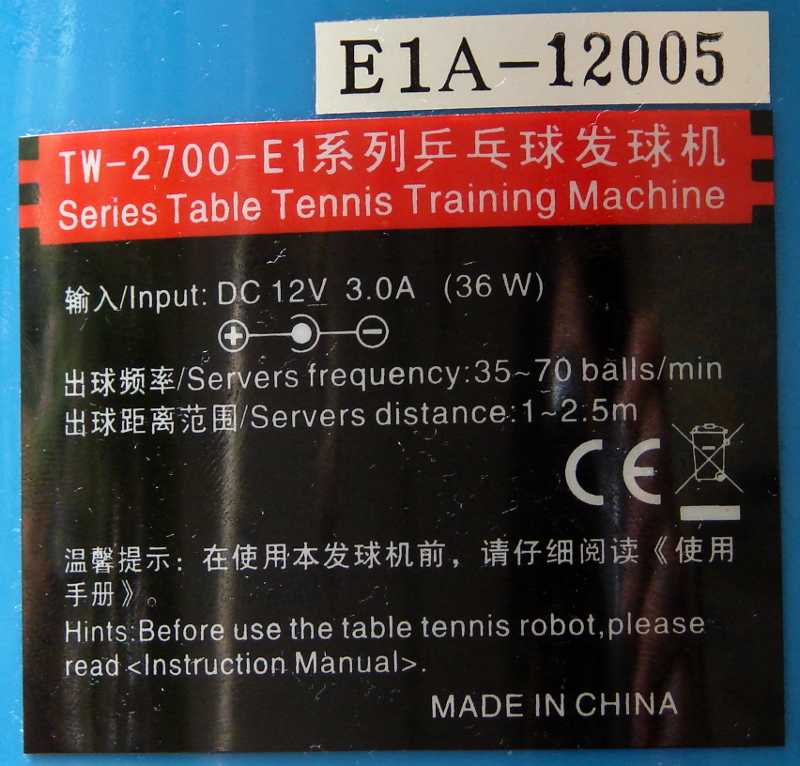 E1A-12005
TW-2700-E1系列乒乓球发球机
Series Table Tennis Training Machine
输入/Input: DC 12V 3.0A (36 W)
出球频率/Servers frequency:35~70 balls/min
出球距离范围/Servers distance:1~2.5m
CE
温馨提示：在使用本发球机前，请仔细阅读《使用
手册》。
Hints:Before use the table tennis robot,please
read <Instruction Manual>.
MADE IN CHINA